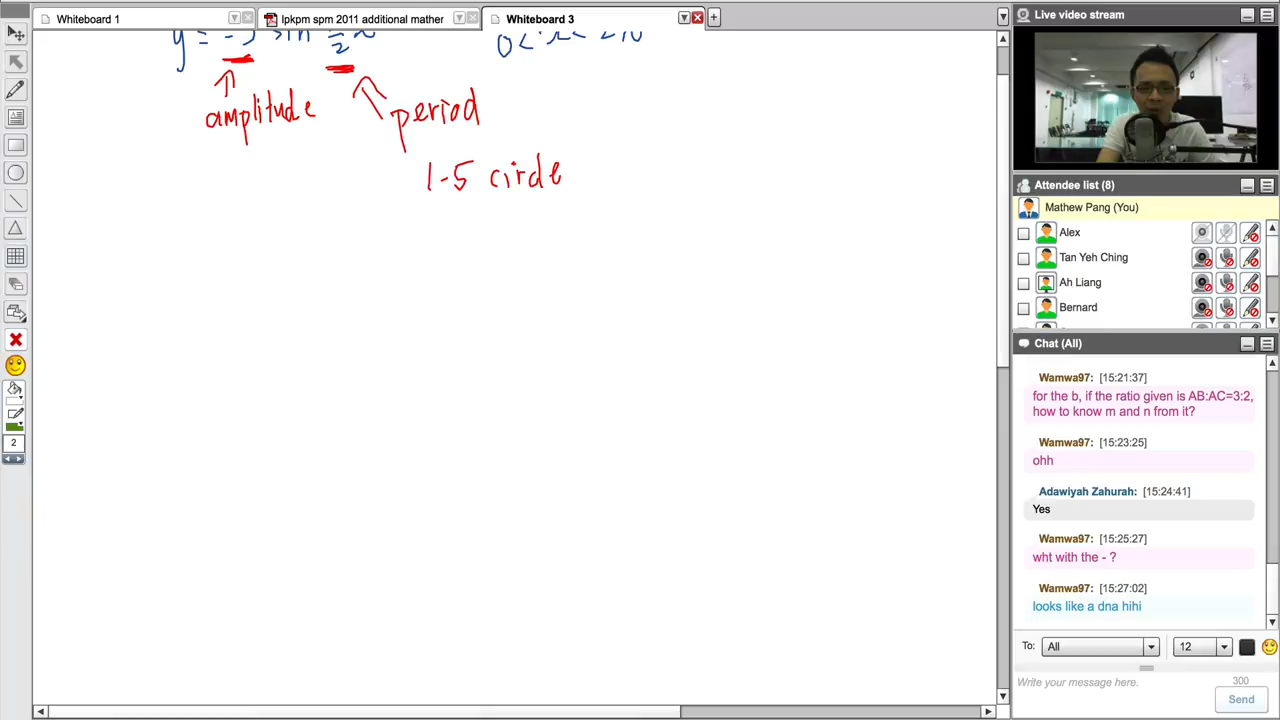 Whiteboard 1
lpkpm spm 2011 additional mather
Whiteboard 3
Live video stream
y = sin
amplitude
period
1.5 circle
Attendee list (8)
Mathew Pang (You)
Alex
Tan Yeh Ching
Ah Liang
Bernard
Chat (All)
Wamwa97: [15:21:37]
for the b, if the ratio given is AB:AC=3:2,
how to know m and n from it?
Wamwa97: [15:23:25]
ohh
Adawiyah Zahurah: [15:24:41]
Yes
Wamwa97: [15:25:27]
wht with the - ?
Wamwa97: [15:27:02]
looks like a dna hihi
To: All 12
Write your message here.
300
Send
2